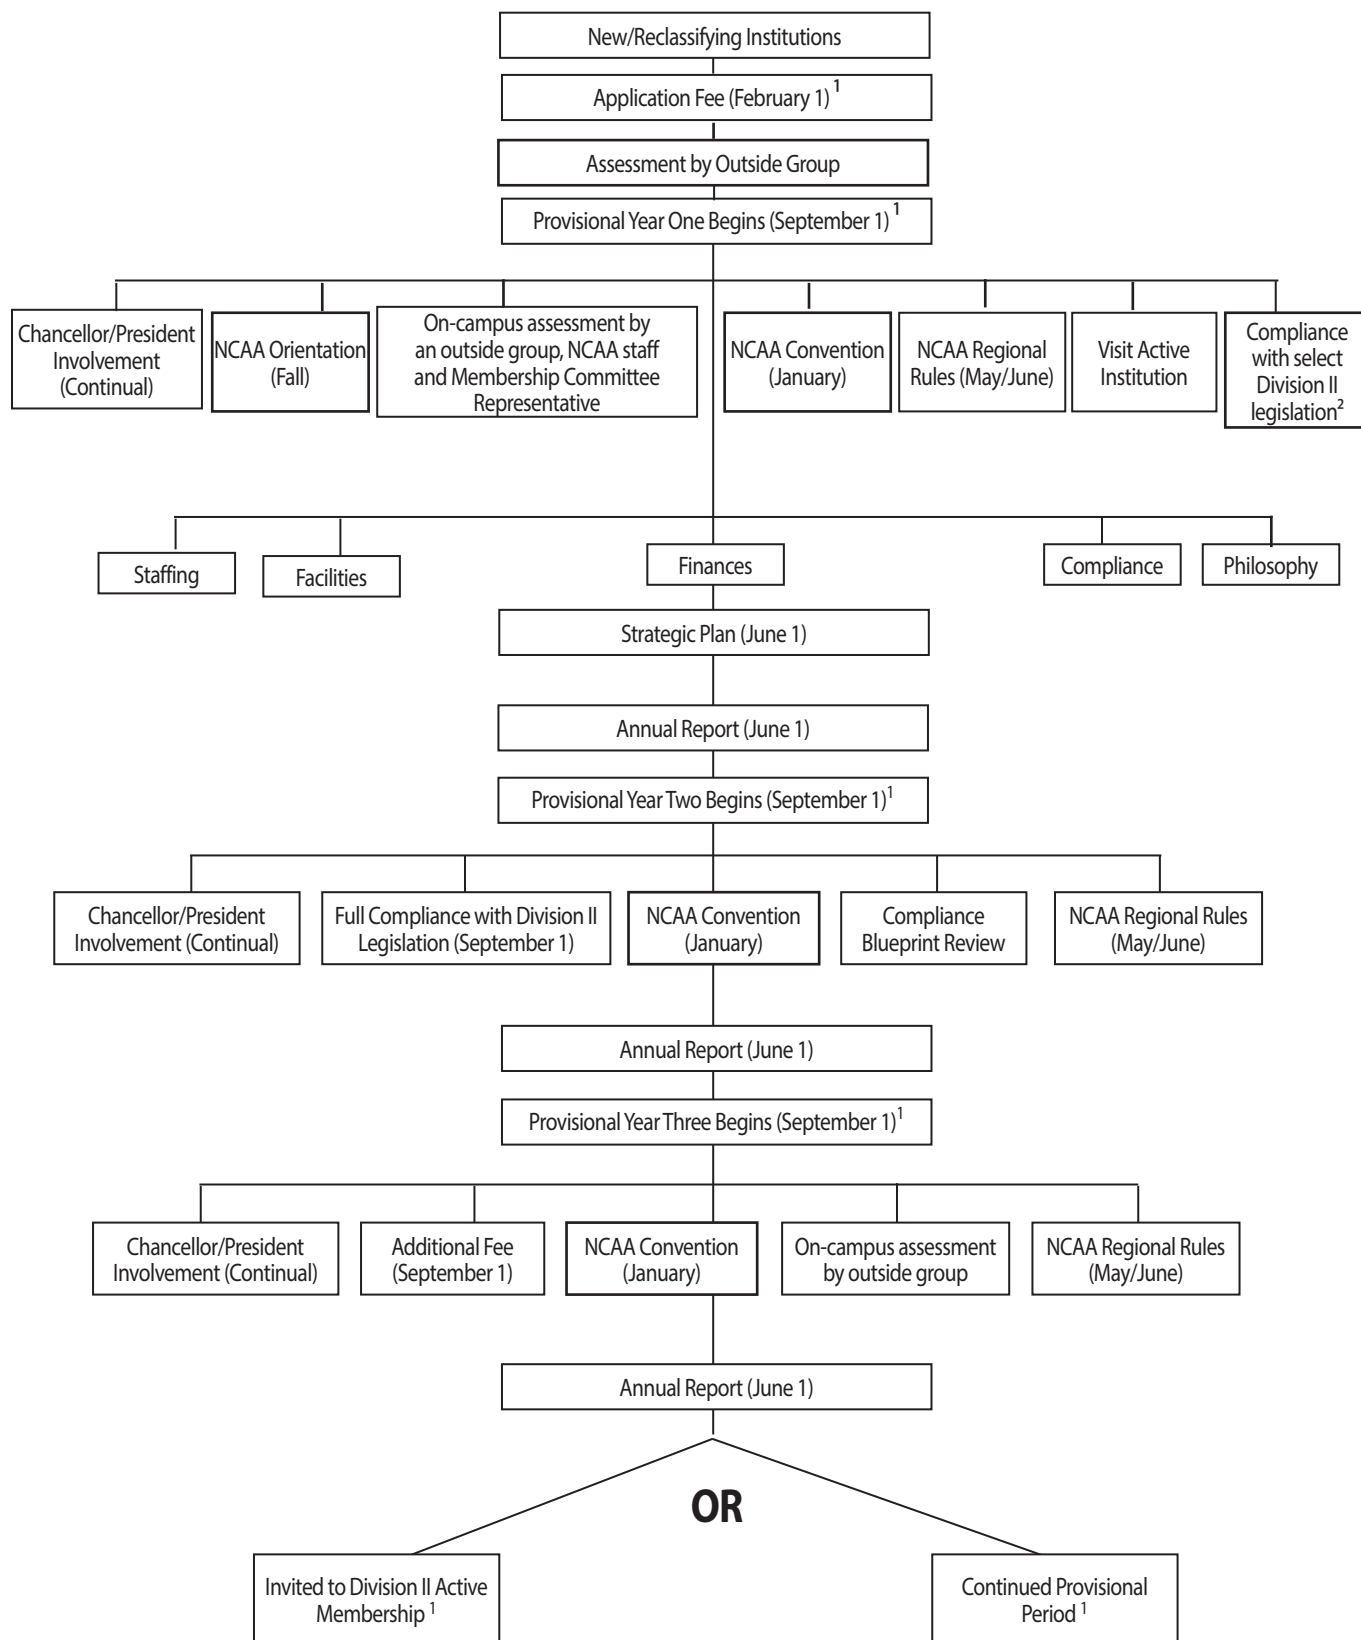 New/Reclassifying Institutions
Application Fee (February 1) 1
Assessment by Outside Group
Provisional Year One Begins (September 1) 1
Chancellor/President
Involvement
(Continual)
NCAA Orientation
(Fall)
On-campus assessment by
an outside group, NCAA staff
and Membership Committee
Representative
NCAA Convention
(January)
NCAA Regional
Rules (May/June)
Visit Active
Institution
Compliance
with select
Division II
legislation²
Staffing
Facilities
Finances
Compliance
Philosophy
Strategic Plan (June 1)
Annual Report (June 1)
Provisional Year Two Begins (September 1)1
Chancellor/President
Involvement (Continual)
Full Compliance with Division II
Legislation (September 1)
NCAA Convention
(January)
Compliance
Blueprint Review
NCAA Regional Rules
(May/June)
Annual Report (June 1)
Provisional Year Three Begins (September 1)1
Chancellor/President
Involvement (Continual)
Additional Fee
(September 1)
NCAA Convention
(January)
On-campus assessment
by outside group
NCAA Regional Rules
(May/June)
Annual Report (June 1)
OR
Invited to Division II Active
Membership 1
Continued Provisional
Period 1